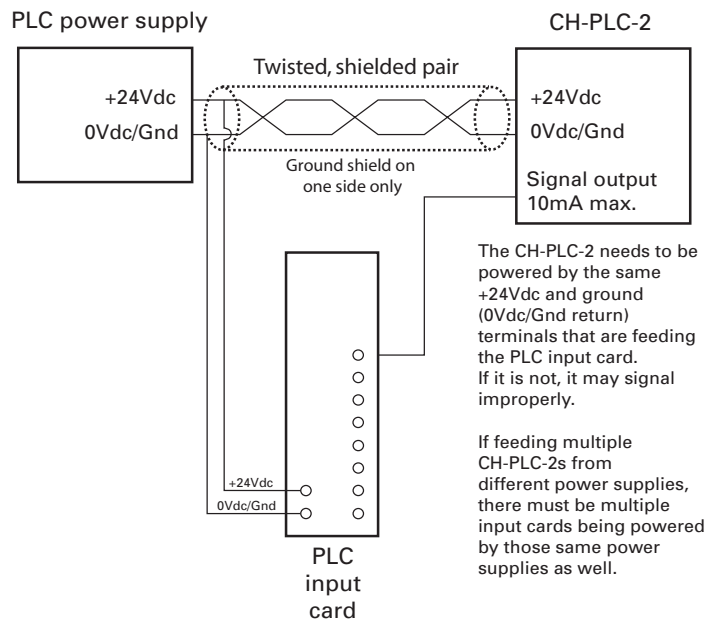 PLC power supply
CH-PLC-2
Twisted, shielded pair
+24Vdc
0Vdc/Gnd
+24Vdc
0Vdc/Gnd
Ground shield on
one side only
Signal output
10mA max.
The CH-PLC-2 needs to be
powered by the same
+24Vdc and ground
(0Vdc/Gnd return)
terminals that are feeding
the PLC input card.
If it is not, it may signal
improperly.
If feeding multiple
CH-PLC-2s from
different power supplies,
there must be multiple
input cards being powered
by those same power
supplies as well.
+24Vdc
0Vdc/Gnd
PLC
input
card